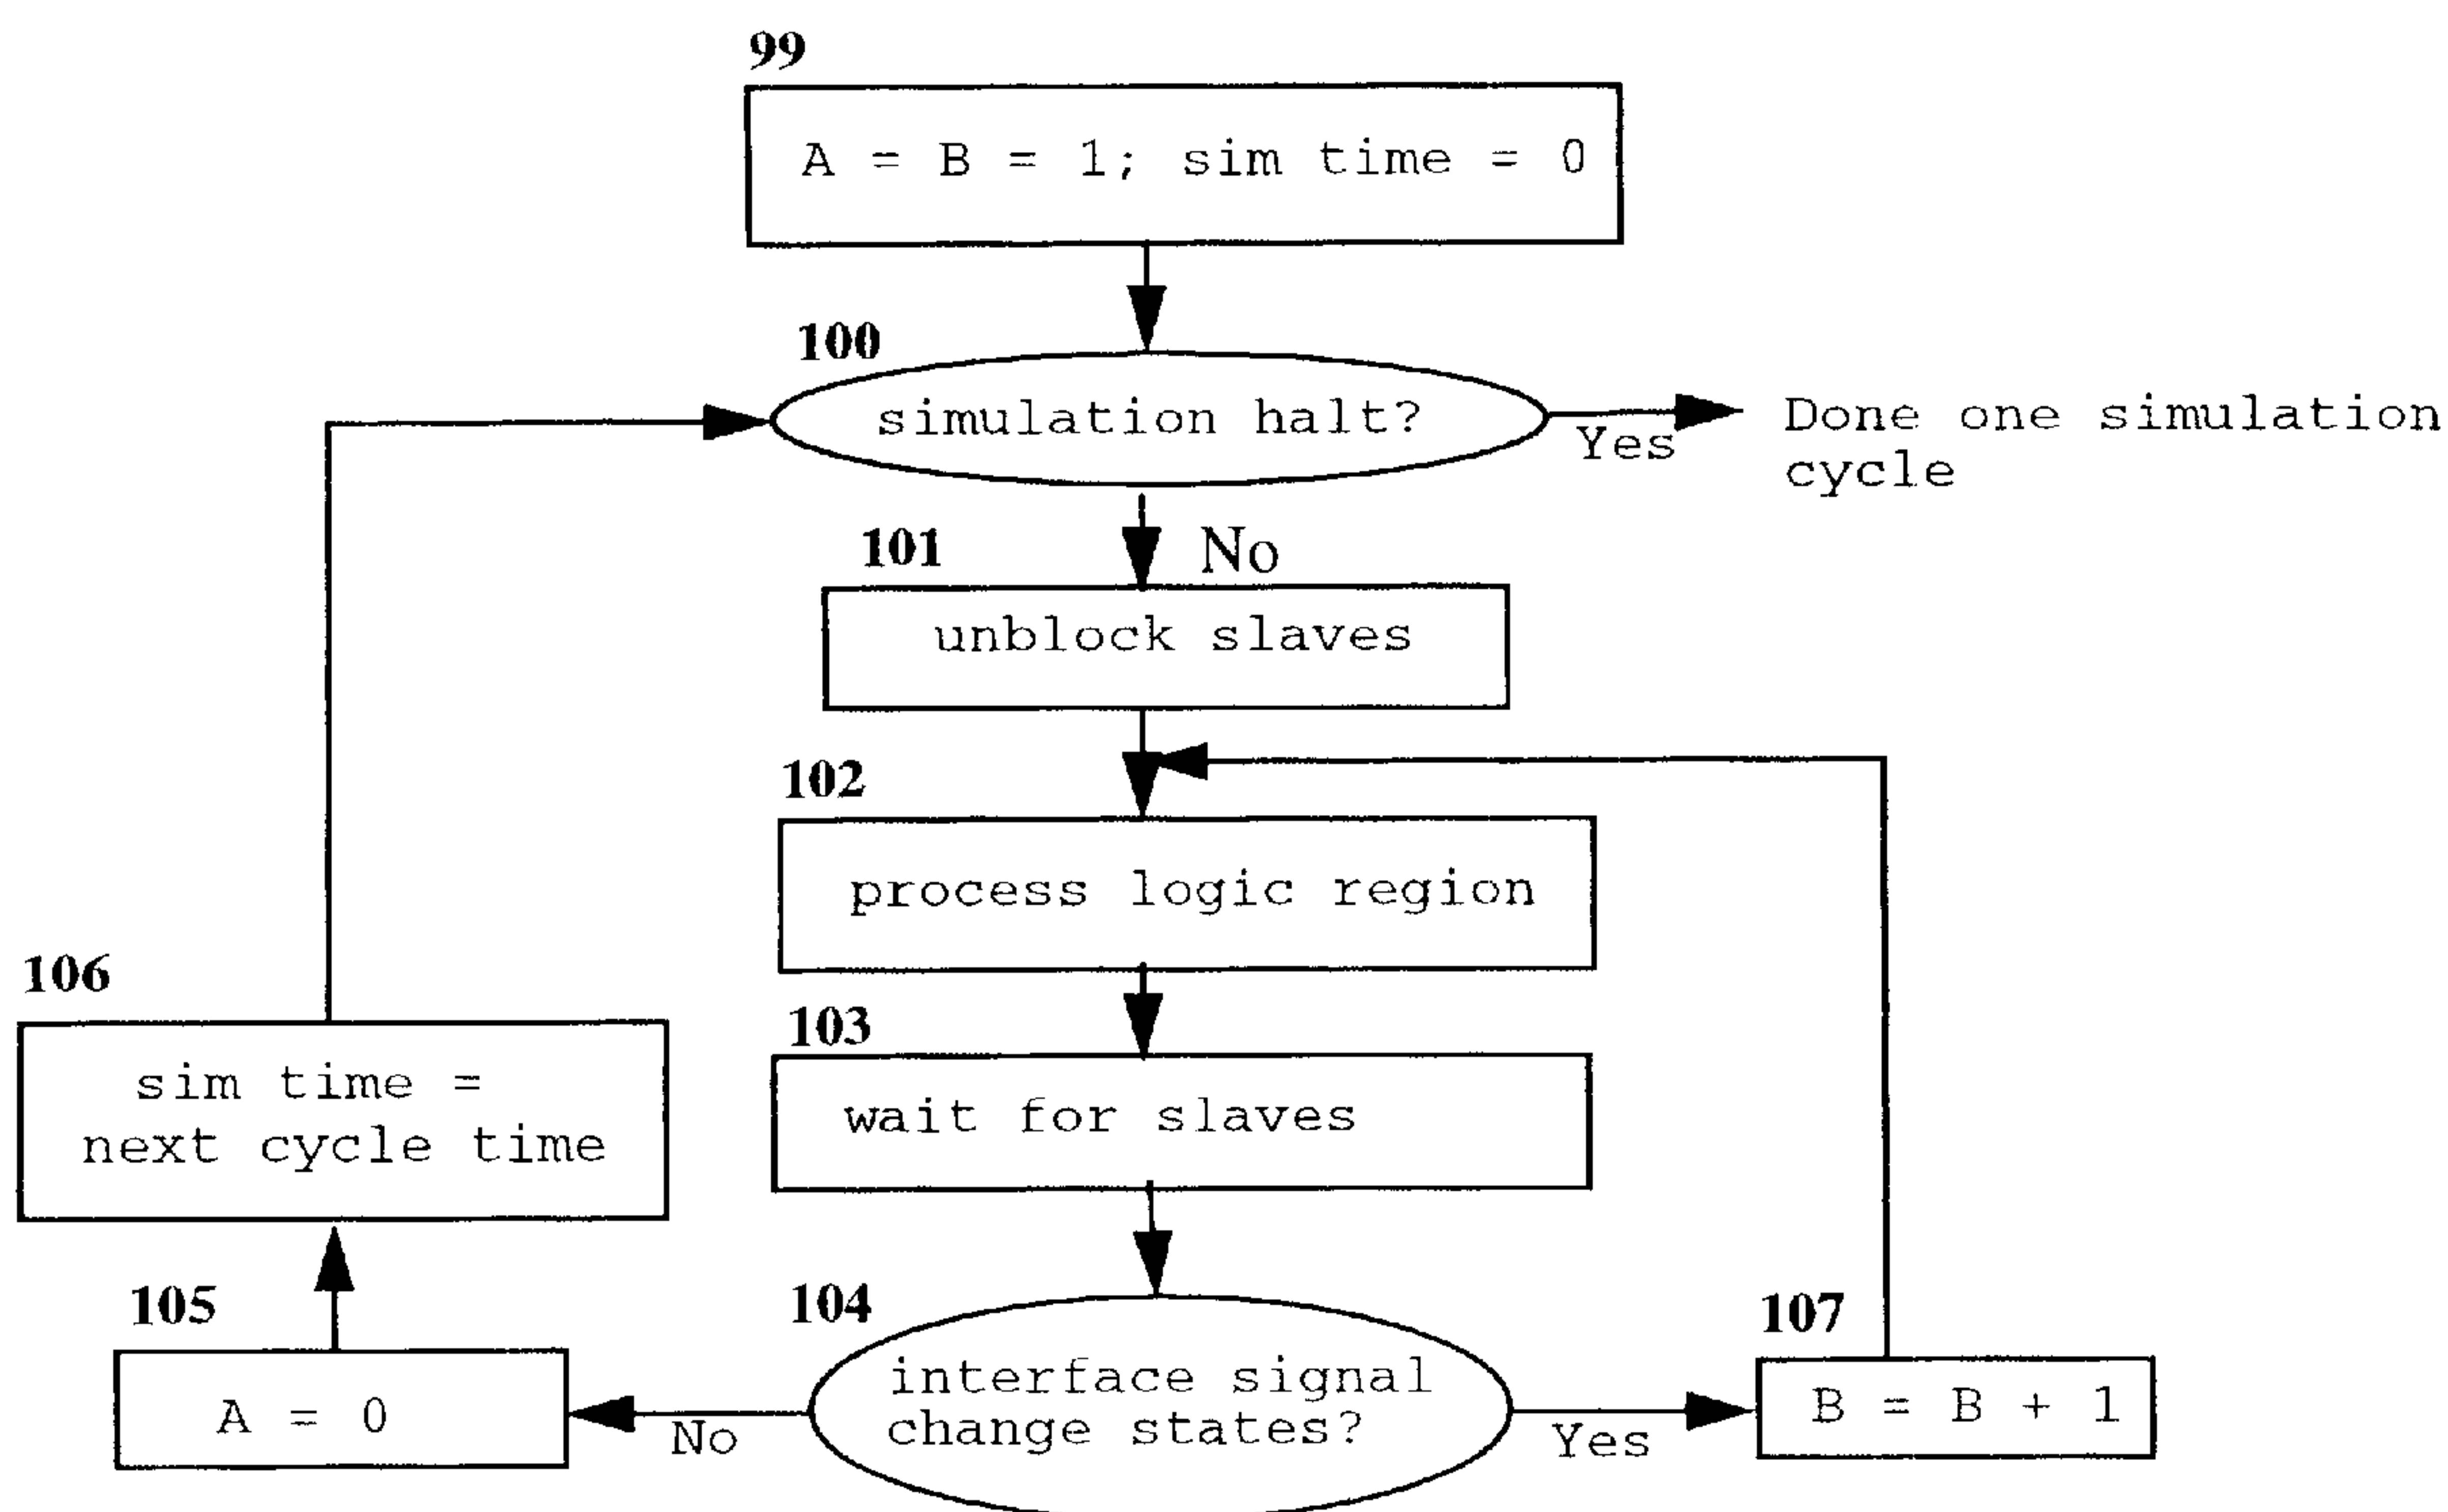 99
A = B = 1; sim time = 0
100
simulation halt?
Yes
Done one simulation
cycle
No
101
unblock slaves
102
process logic region
103
wait for slaves
106
sim time =
next cycle time
105
A = 0
No
104
interface signal
change states?
Yes
107
B = B + 1